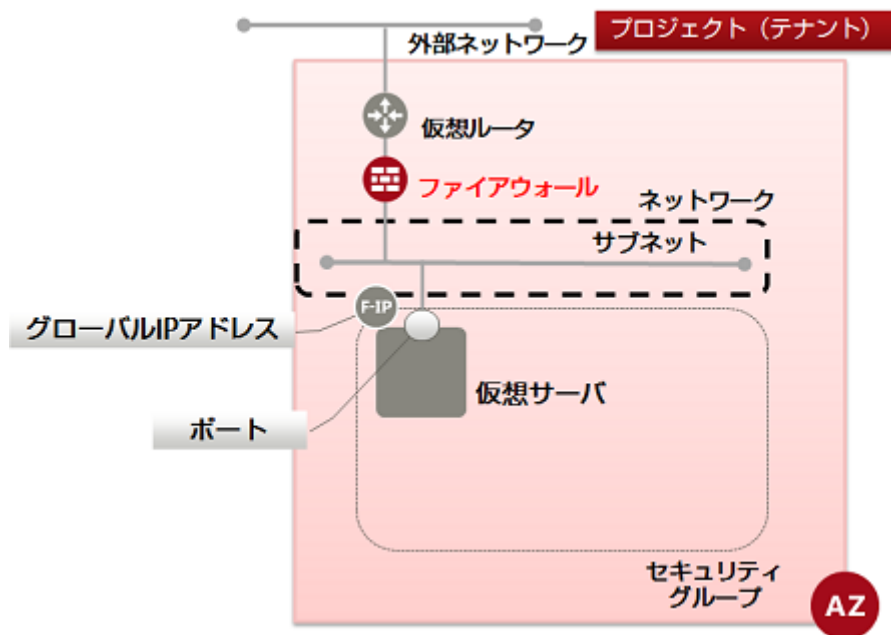 プロジェクト（テナント）
外部ネットワーク
仮想ルータ
ファイアウォール
ネットワーク
サブネット
F-IP
グローバルIPアドレス
仮想サーバ
ポート
セキュリティ
グループ
AZ